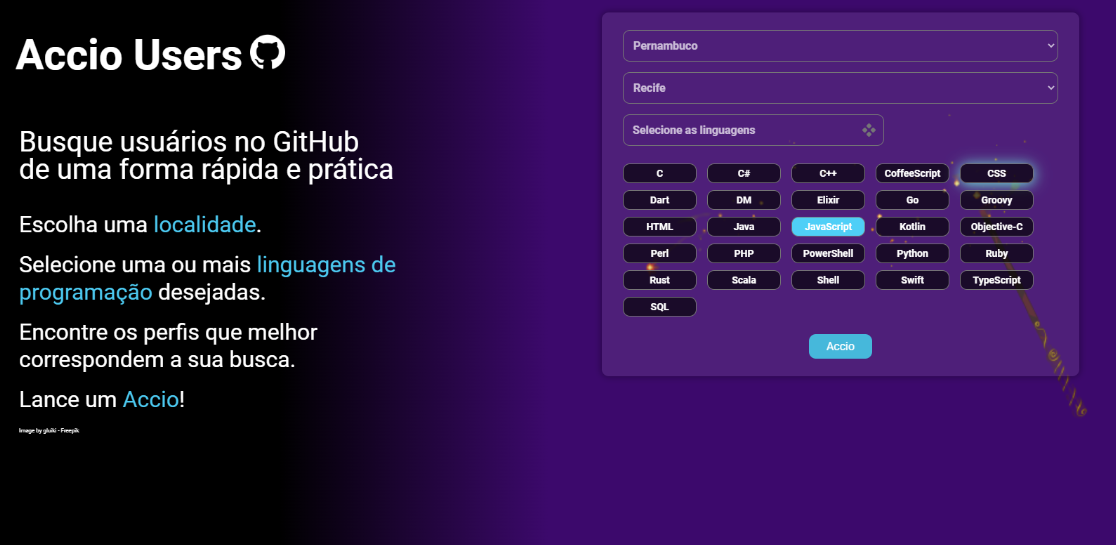 Accio Users
Busque usuários no GitHub
de uma forma rápida e prática
Escolha uma localidade.
Selecione uma ou mais linguagens de
programação desejadas.
Encontre os perfis que melhor
correspondem a sua busca.
Lance um Accio!
Image by gluiki - Freepik
Pernambuco
Recife
Selecione as linguagens
C C# C++ CoffeeScript CSS
Dart DM Elixir Go Groovy
HTML Java JavaScript Kotlin Objective-C
Perl PHP PowerShell Python Ruby
Rust Scala Shell Swift TypeScript
SQL
Accio